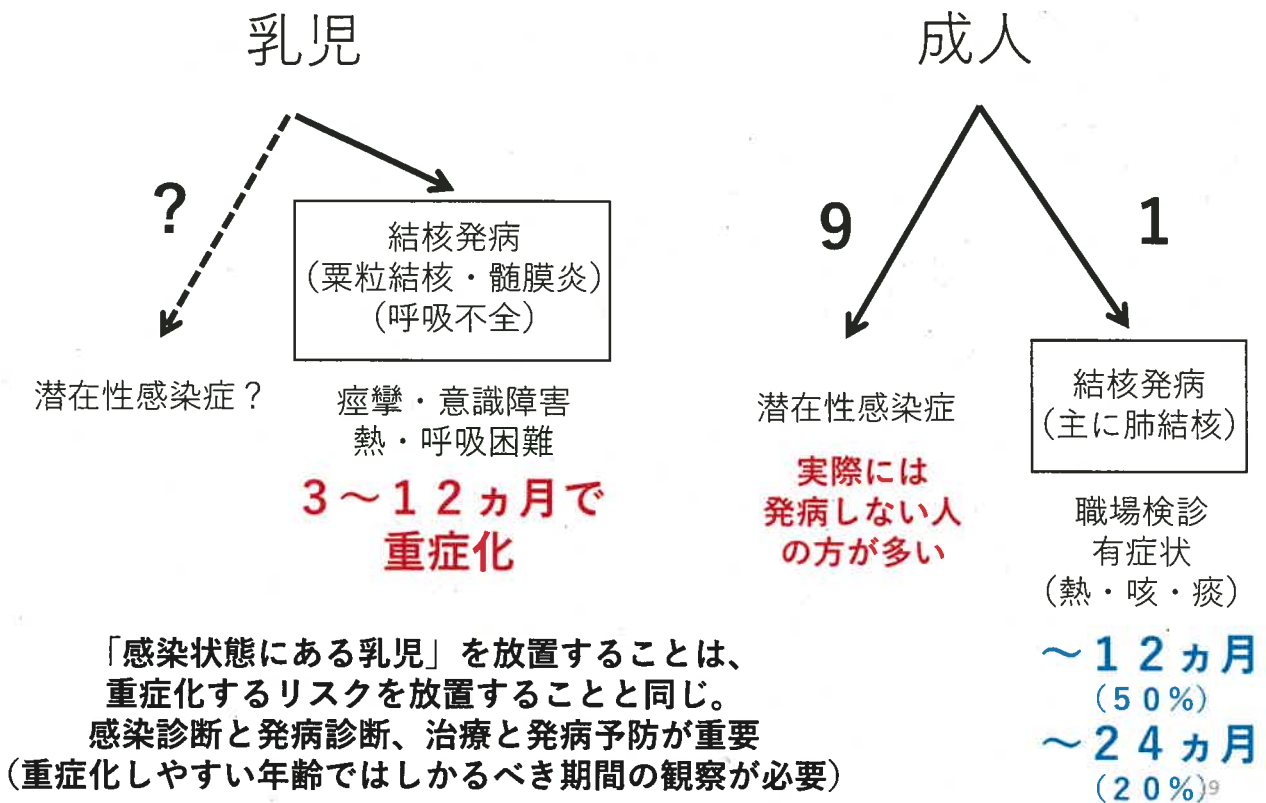 乳児
?
結核発病
(粟粒結核・髄膜炎)
(呼吸不全)
潜在性感染症？
痙攣・意識障害
熱・呼吸困難
３～１２ヵ月で
重症化
成人
9
1
潜在性感染症
実際には
発病しない人
の方が多い
結核発病
(主に肺結核)
職場検診
有症状
(熱・咳・痰)
～１２ヵ月
(５０%)
～２４ヵ月
(２０%)
「感染状態にある乳児」を放置することは、
重症化するリスクを放置することと同じ。
感染診断と発病診断、治療と発病予防が重要
(重症化しやすい年齢ではしかるべき期間の観察が必要)
9